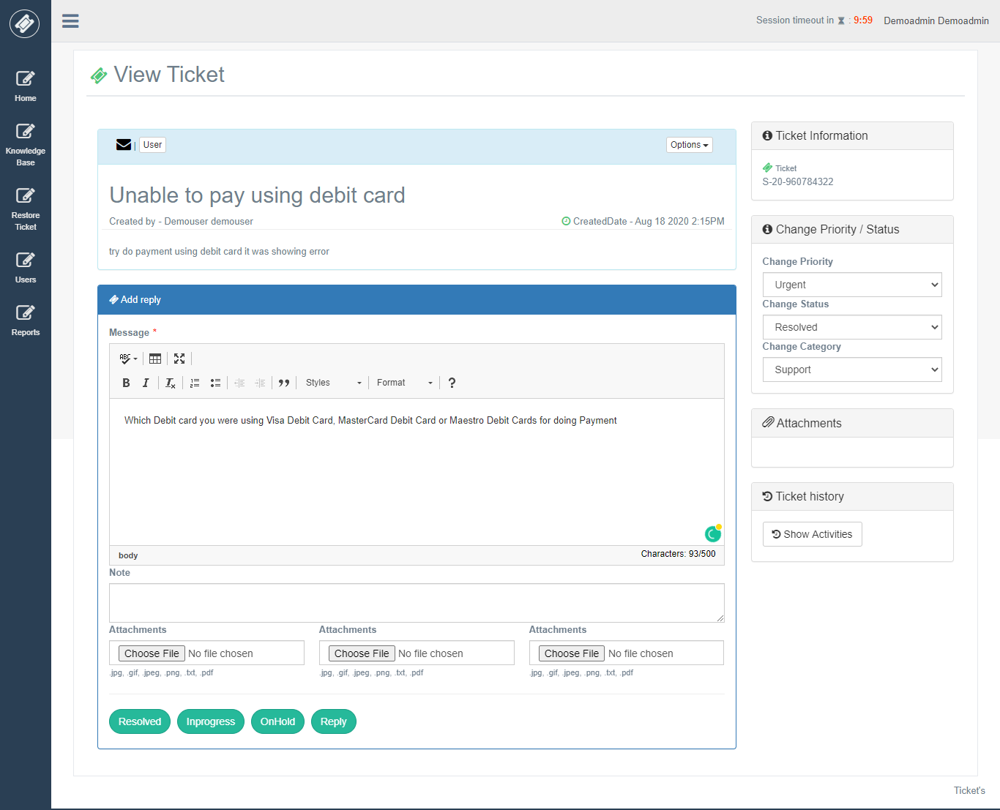 Session timeout in : 9:59 Demoadmin Demoadmin
Home
Knowledge
Base
Restore
Ticket
Users
Reports
View Ticket
| User
Options
Unable to pay using debit card
Created by - Demouser demouser
CreatedDate - Aug 18 2020 2:15PM
try do payment using debit card it was showing error
Add reply
Message *
ABC
B I Tx Styles Format ?
Which Debit card you were using Visa Debit Card, MasterCard Debit Card or Maestro Debit Cards for doing Payment
body
Characters: 93/500
Note
Attachments
Choose File No file chosen
.jpg, .gif, .jpeg, .png, .txt, .pdf
Attachments
Choose File No file chosen
.jpg, .gif, .jpeg, .png, .txt, .pdf
Attachments
Choose File No file chosen
.jpg, .gif, .jpeg, .png, .txt, .pdf
Resolved Inprogress OnHold Reply
Ticket Information
Ticket
S-20-960784322
Change Priority / Status
Change Priority
Urgent
Change Status
Resolved
Change Category
Support
Attachments
Ticket history
Show Activities
Ticket's